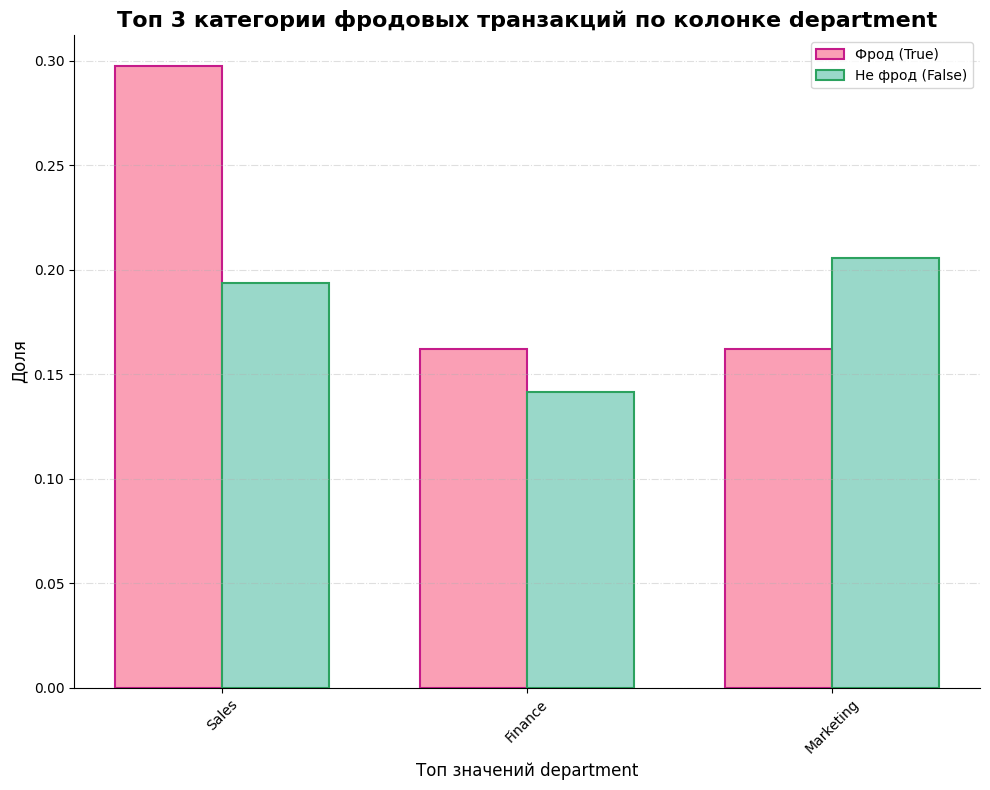 Топ 3 категории фродовых транзакций по колонке department
Фрод (True)
Не фрод (False)
0.30
0.25
0.20
0.15
0.10
0.05
0.00
Доля
Sales
Finance
Marketing
Топ значений department